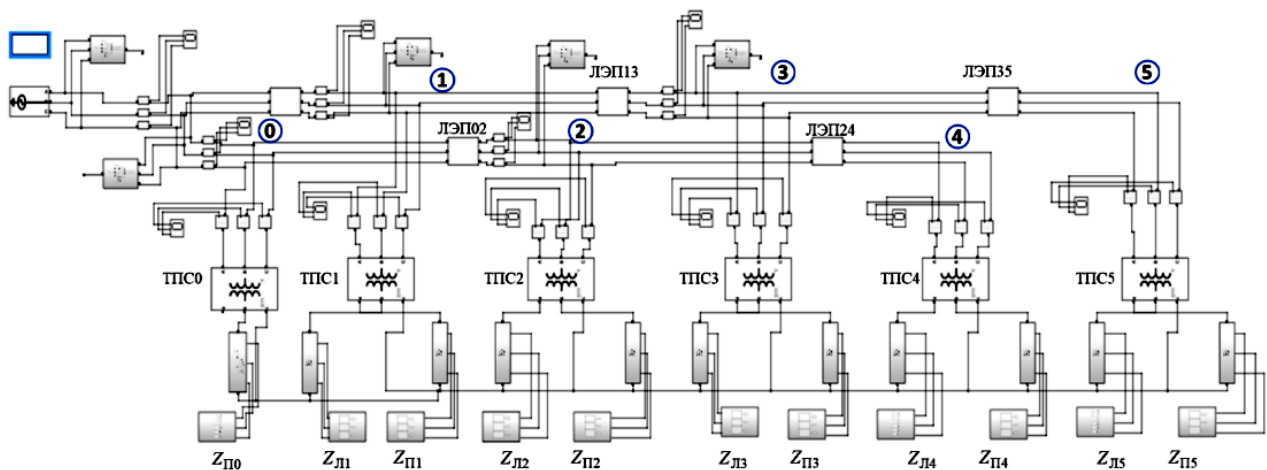 ЛЭП13
ЛЭП35
① ③ ⑤
⓪ ЛЭП02 ② ЛЭП24 ④
ТПС0 ТПС1 ТПС2 ТПС3 ТПС4 ТПС5
ZП0 ZЛ1 ZП1 ZЛ2 ZП2 ZЛ3 ZП3 ZЛ4 ZП4 ZЛ5 ZП5